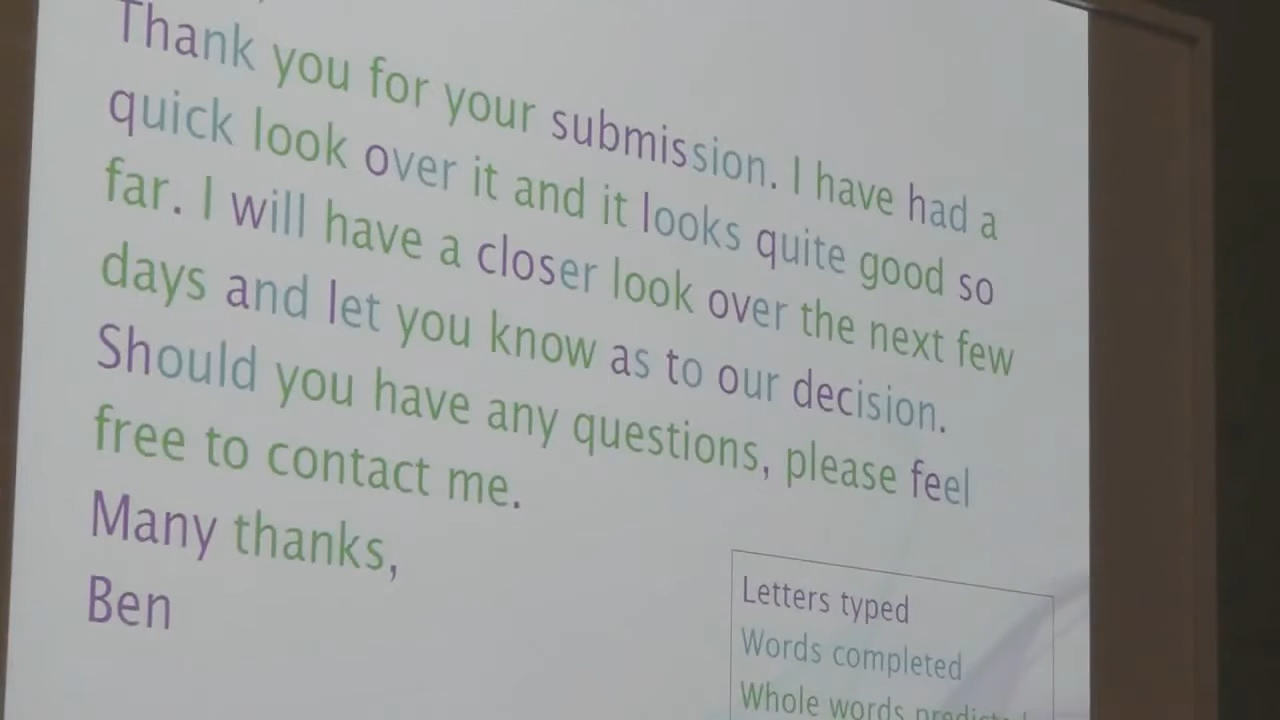 Thank you for your submission. I have had a
quick look over it and it looks quite good so
far. I will have a closer look over the next few
days and let you know as to our decision.
Should you have any questions, please feel
free to contact me.
Many thanks,
Ben
Letters typed
Words completed
Whole words